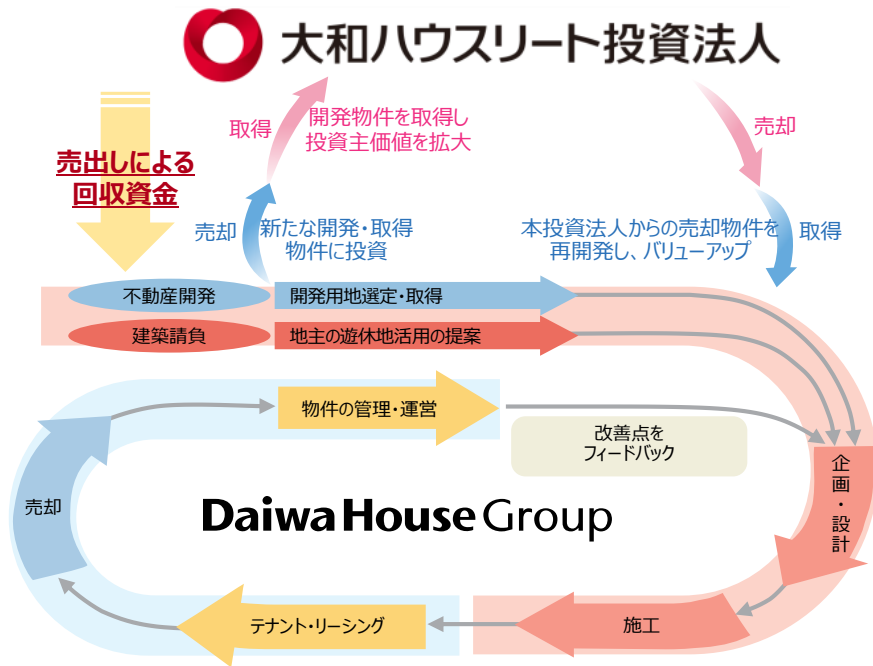 大和ハウスリート投資法人
取得
開発物件を取得し
投資主価値を拡大
売却
売出しによる
回収資金
売却
新たな開発・取得
物件に投資
本投資法人からの売却物件を
再開発し、バリューアップ
取得
不動産開発
開発用地選定・取得
建築請負
地主の遊休地活用の提案
物件の管理・運営
改善点を
フィードバック
企画・設計
売却
DaiwaHouse Group
テナント・リーシング
施工